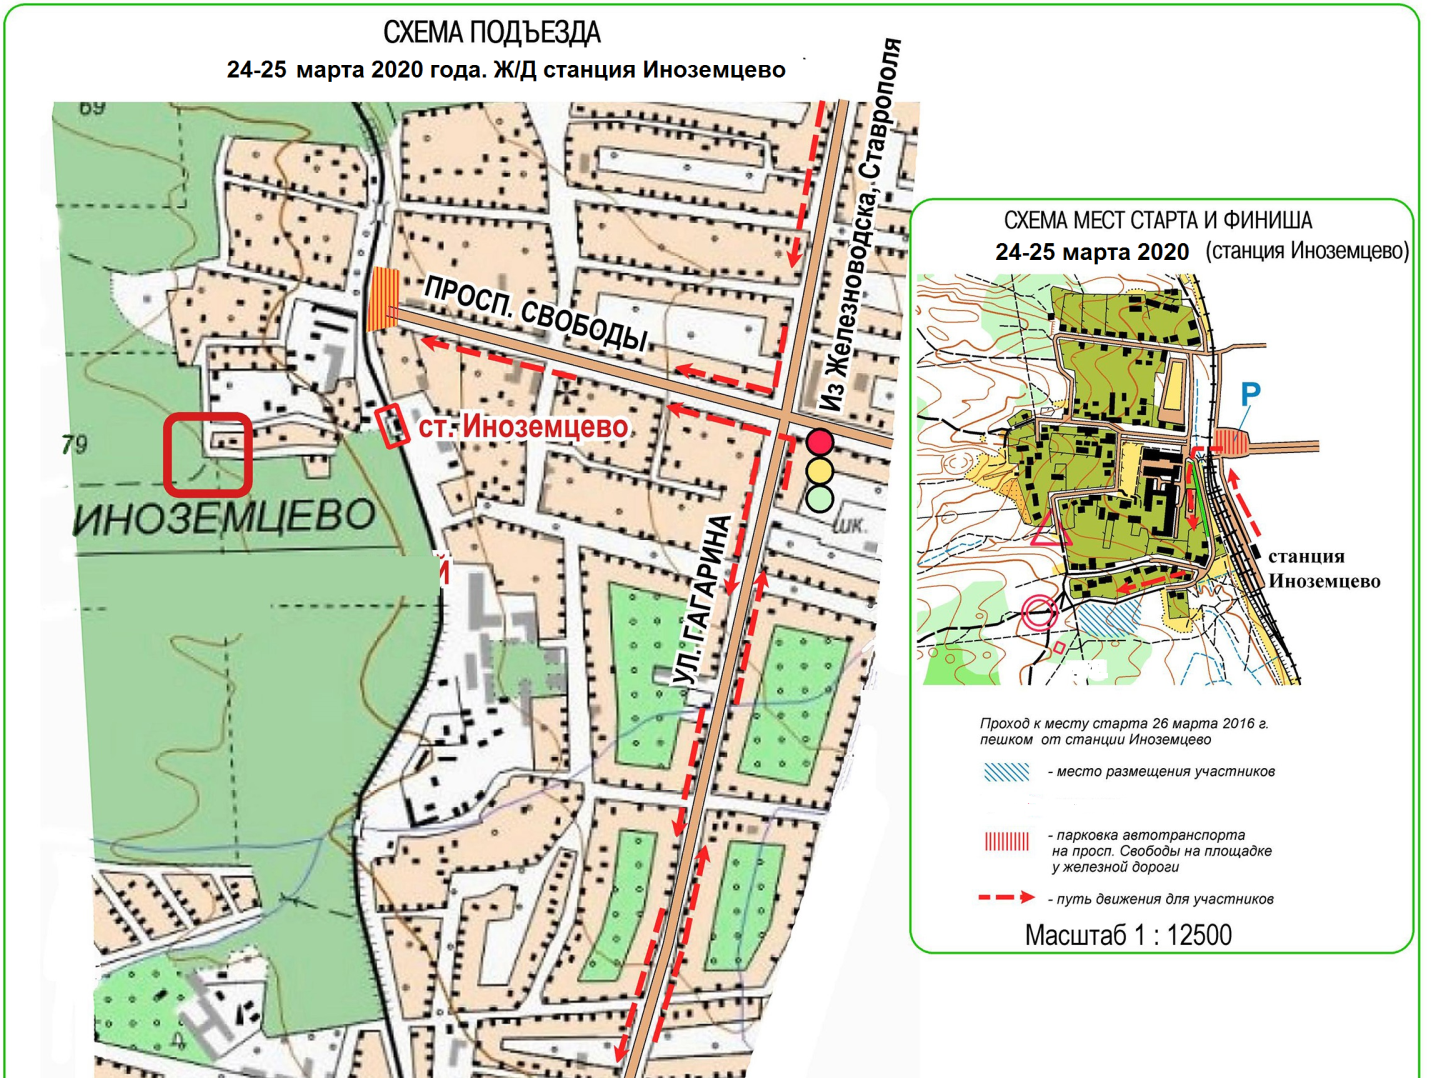 СХЕМА ПОДЪЕЗДА
24-25 марта 2020 года. Ж/Д станция Иноземцево
69
Из Железноводска, Ставрополя
ПРОСП. СВОБОДЫ
ст. Иноземцево
79
ИНОЗЕМЦЕВО
Й
шк.
УЛ. ГАГАРИНА
СХЕМА МЕСТ СТАРТА И ФИНИША
24-25 марта 2020 (станция Иноземцево)
P
станция
Иноземцево
Проход к месту старта 26 марта 2016 г.
пешком от станции Иноземцево
- место размещения участников
- парковка автотранспорта
на просп. Свободы на площадке
у железной дороги
- путь движения для участников
Масштаб 1 : 12500